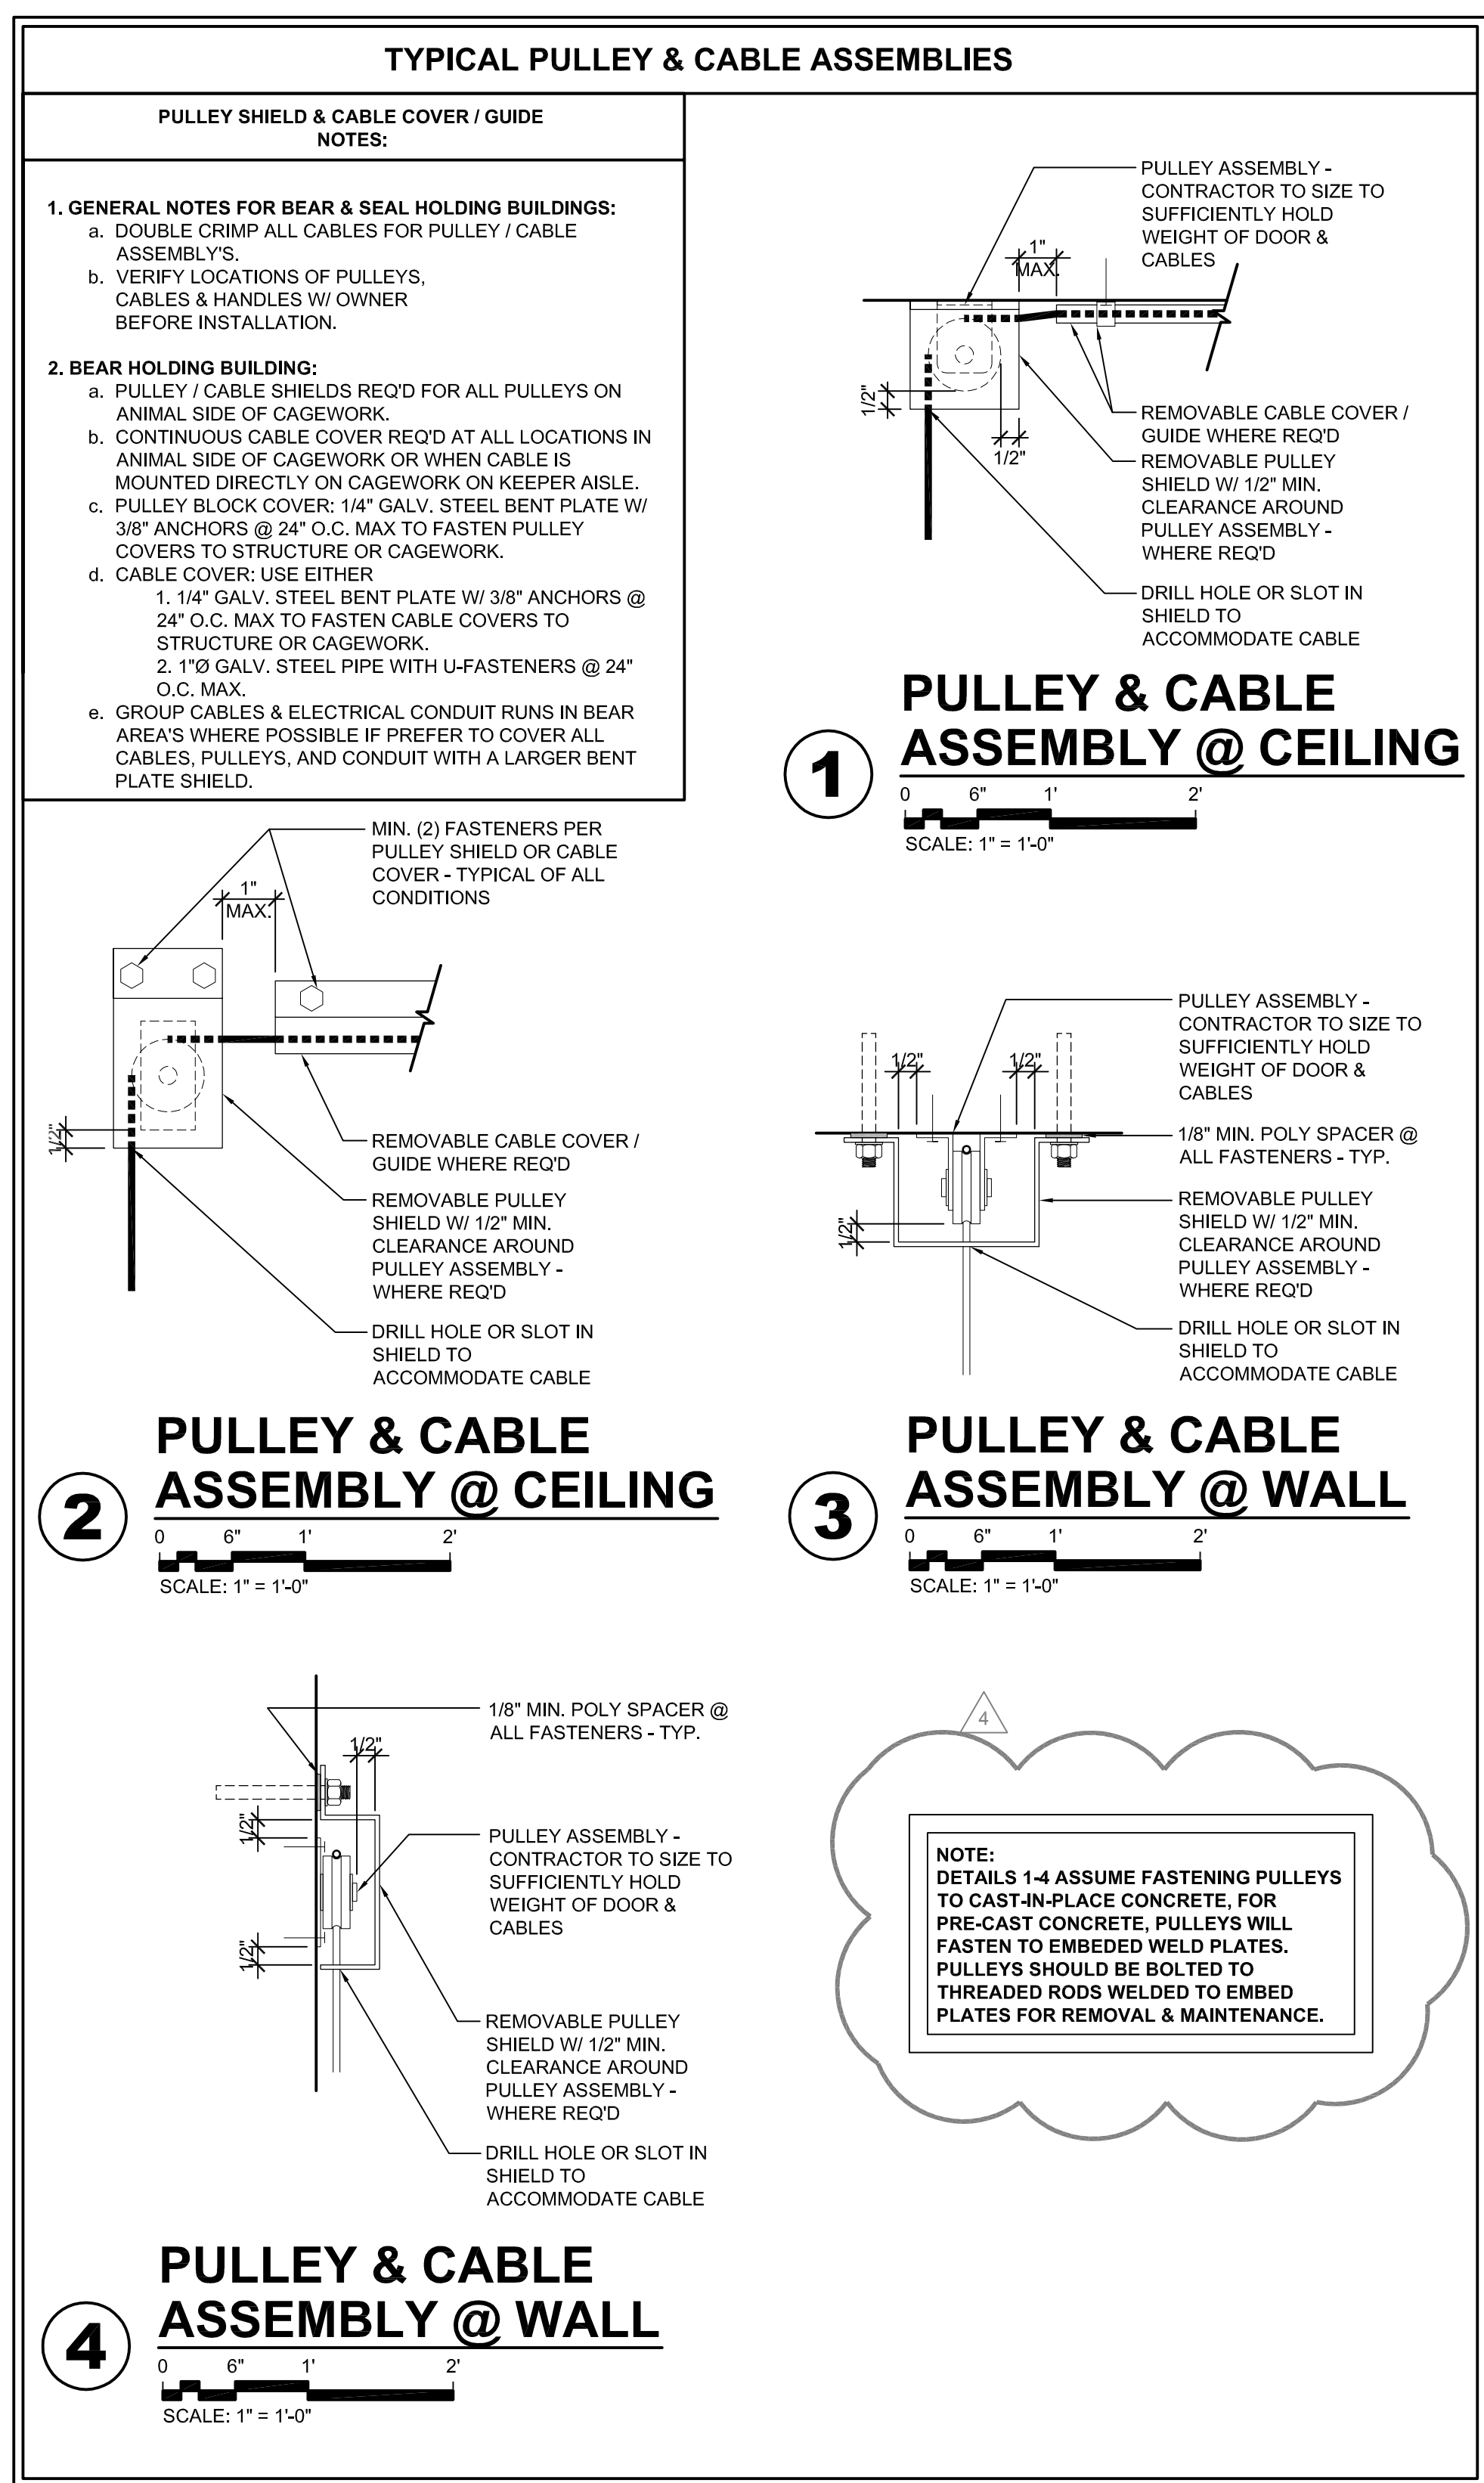 TYPICAL PULLEY & CABLE ASSEMBLIES
PULLEY SHIELD & CABLE COVER / GUIDE
NOTES:
1. GENERAL NOTES FOR BEAR & SEAL HOLDING BUILDINGS:
a. DOUBLE CRIMP ALL CABLES FOR PULLEY / CABLE
ASSEMBLY'S.
b. VERIFY LOCATIONS OF PULLEYS,
CABLES & HANDLES W/ OWNER
BEFORE INSTALLATION.
2. BEAR HOLDING BUILDING:
a. PULLEY / CABLE SHIELDS REQ'D FOR ALL PULLEYS ON
ANIMAL SIDE OF CAGEWORK.
b. CONTINUOUS CABLE COVER REQ'D AT ALL LOCATIONS IN
ANIMAL SIDE OF CAGEWORK OR WHEN CABLE IS
MOUNTED DIRECTLY ON CAGEWORK ON KEEPER AISLE.
c. PULLEY BLOCK COVER: 1/4" GALV. STEEL BENT PLATE W/
3/8" ANCHORS @ 24" O.C. MAX TO FASTEN PULLEY
COVERS TO STRUCTURE OR CAGEWORK.
d. CABLE COVER: USE EITHER
1. 1/4" GALV. STEEL BENT PLATE W/ 3/8" ANCHORS @
24" O.C. MAX TO FASTEN CABLE COVERS TO
STRUCTURE OR CAGEWORK.
2. 1"Ø GALV. STEEL PIPE WITH U-FASTENERS @ 24"
O.C. MAX.
e. GROUP CABLES & ELECTRICAL CONDUIT RUNS IN BEAR
AREA'S WHERE POSSIBLE IF PREFER TO COVER ALL
CABLES, PULLEYS, AND CONDUIT WITH A LARGER BENT
PLATE SHIELD.
PULLEY ASSEMBLY -
CONTRACTOR TO SIZE TO
SUFFICIENTLY HOLD
WEIGHT OF DOOR &
CABLES
1"
MAX.
1/2"
1/2"
REMOVABLE CABLE COVER /
GUIDE WHERE REQ'D
REMOVABLE PULLEY
SHIELD W/ 1/2" MIN.
CLEARANCE AROUND
PULLEY ASSEMBLY -
WHERE REQ'D
DRILL HOLE OR SLOT IN
SHIELD TO
ACCOMMODATE CABLE
1
PULLEY & CABLE
ASSEMBLY @ CEILING
0 6" 1' 2'
SCALE: 1" = 1'-0"
MIN. (2) FASTENERS PER
PULLEY SHIELD OR CABLE
COVER - TYPICAL OF ALL
CONDITIONS
1"
MAX.
1/2"
REMOVABLE CABLE COVER /
GUIDE WHERE REQ'D
REMOVABLE PULLEY
SHIELD W/ 1/2" MIN.
CLEARANCE AROUND
PULLEY ASSEMBLY -
WHERE REQ'D
DRILL HOLE OR SLOT IN
SHIELD TO
ACCOMMODATE CABLE
2
PULLEY & CABLE
ASSEMBLY @ CEILING
0 6" 1' 2'
SCALE: 1" = 1'-0"
PULLEY ASSEMBLY -
CONTRACTOR TO SIZE TO
SUFFICIENTLY HOLD
WEIGHT OF DOOR &
CABLES
1/2" 1/2"
1/8" MIN. POLY SPACER @
ALL FASTENERS - TYP.
1/2"
REMOVABLE PULLEY
SHIELD W/ 1/2" MIN.
CLEARANCE AROUND
PULLEY ASSEMBLY -
WHERE REQ'D
DRILL HOLE OR SLOT IN
SHIELD TO
ACCOMMODATE CABLE
3
PULLEY & CABLE
ASSEMBLY @ WALL
0 6" 1' 2'
SCALE: 1" = 1'-0"
1/8" MIN. POLY SPACER @
ALL FASTENERS - TYP.
1/2"
1/2"
1/2"
PULLEY ASSEMBLY -
CONTRACTOR TO SIZE TO
SUFFICIENTLY HOLD
WEIGHT OF DOOR &
CABLES
REMOVABLE PULLEY
SHIELD W/ 1/2" MIN.
CLEARANCE AROUND
PULLEY ASSEMBLY -
WHERE REQ'D
DRILL HOLE OR SLOT IN
SHIELD TO
ACCOMMODATE CABLE
4
PULLEY & CABLE
ASSEMBLY @ WALL
0 6" 1' 2'
SCALE: 1" = 1'-0"
4
NOTE:
DETAILS 1-4 ASSUME FASTENING PULLEYS
TO CAST-IN-PLACE CONCRETE, FOR
PRE-CAST CONCRETE, PULLEYS WILL
FASTEN TO EMBEDED WELD PLATES.
PULLEYS SHOULD BE BOLTED TO
THREADED RODS WELDED TO EMBED
PLATES FOR REMOVAL & MAINTENANCE.